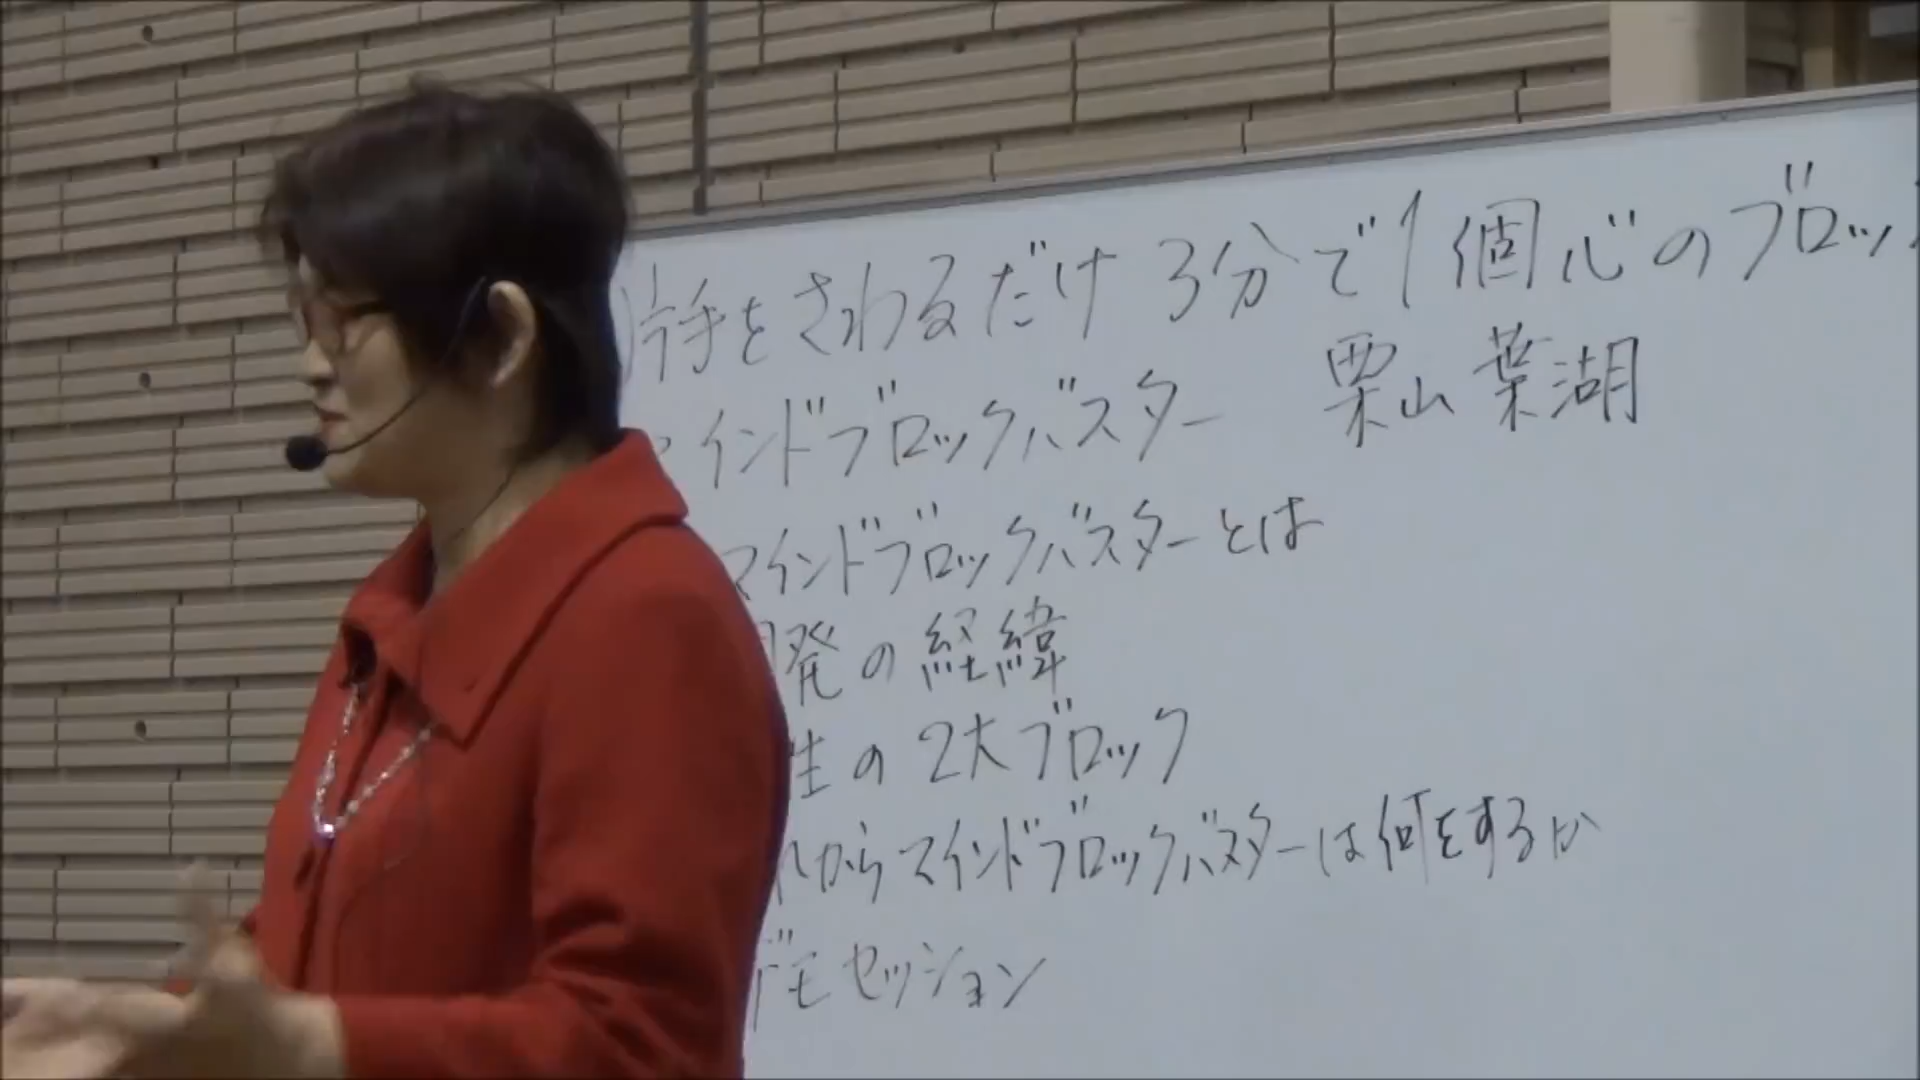 片手をさわるだけ 3分で1個心のブロッ
マインドブロックバスター 栗山葉湖
マインドブロックバスターとは
開発の経緯
生の2大ブロック
れからマインドブロックバスターは何をするか
デモセッション